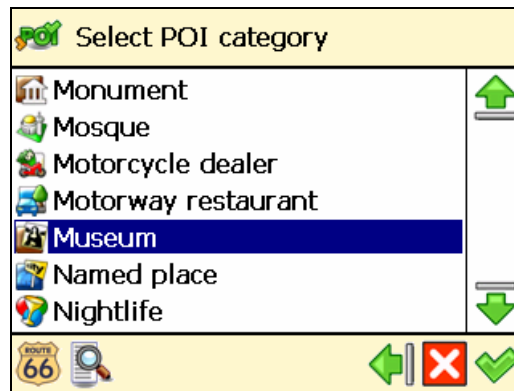 POI Select POI category
Monument
Mosque
Motorcycle dealer
Motorway restaurant
Museum
Named place
Nightlife
ROUTE
66